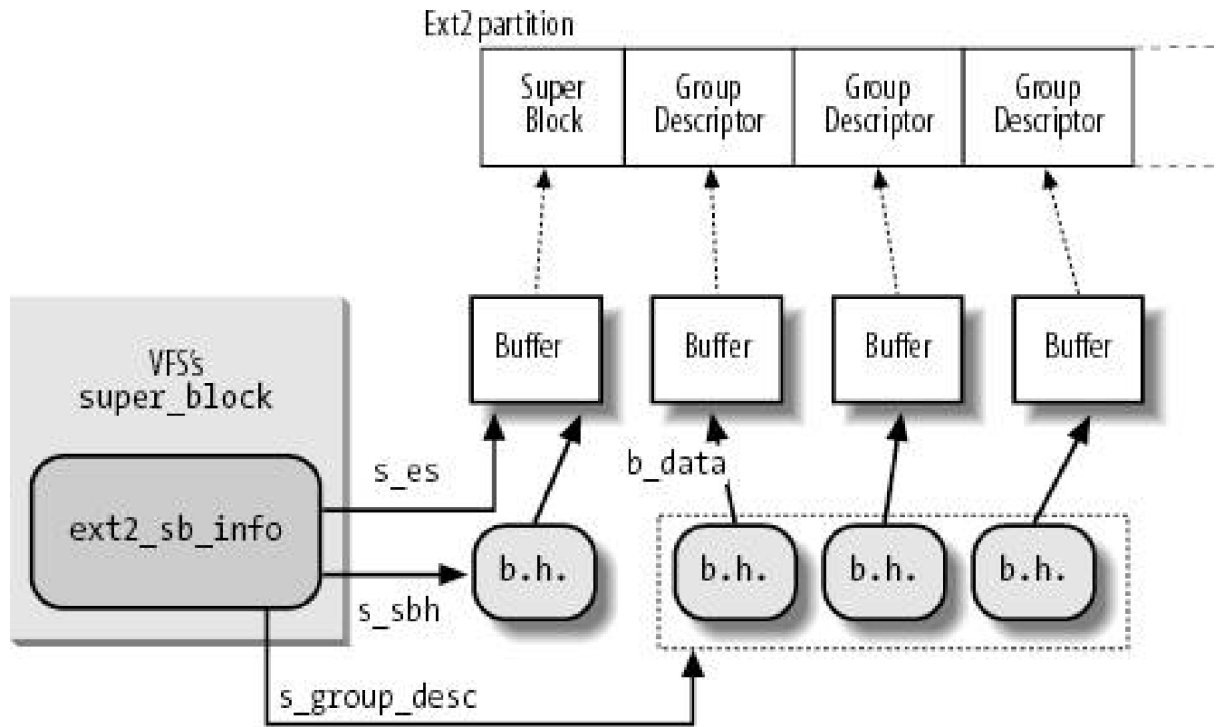 Ext2 partition
Super Block
Group Descriptor
Group Descriptor
Group Descriptor
Buffer
Buffer
Buffer
Buffer
VFS's
super_block
s_es
b_data
ext2_sb_info
b.h.
b.h.
b.h.
b.h.
s_sbh
s_group_desc